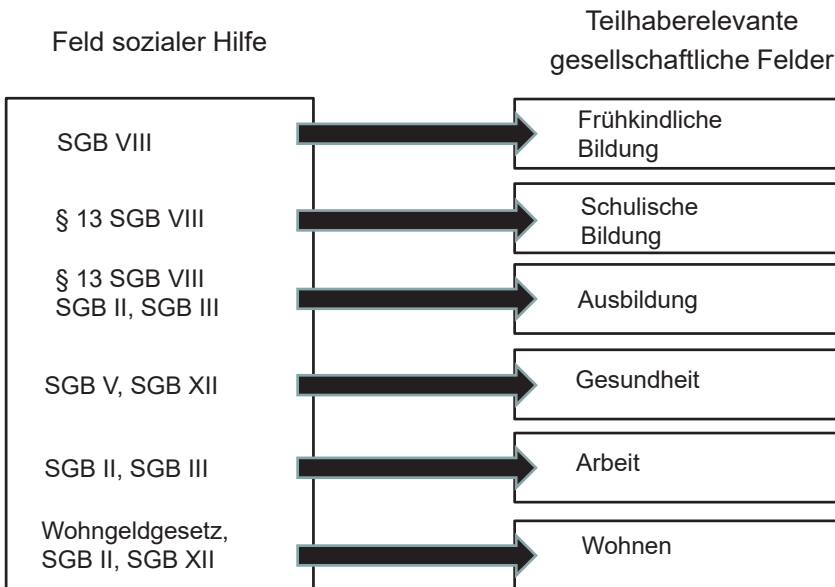 Feld sozialer Hilfe
Teilhaberelevante
gesellschaftliche Felder
SGB VIII
Frühkindliche
Bildung
§ 13 SGB VIII
Schulische
Bildung
§ 13 SGB VIII
SGB II, SGB III
Ausbildung
SGB V, SGB XII
Gesundheit
SGB II, SGB III
Arbeit
Wohngeldgesetz,
SGB II, SGB XII
Wohnen